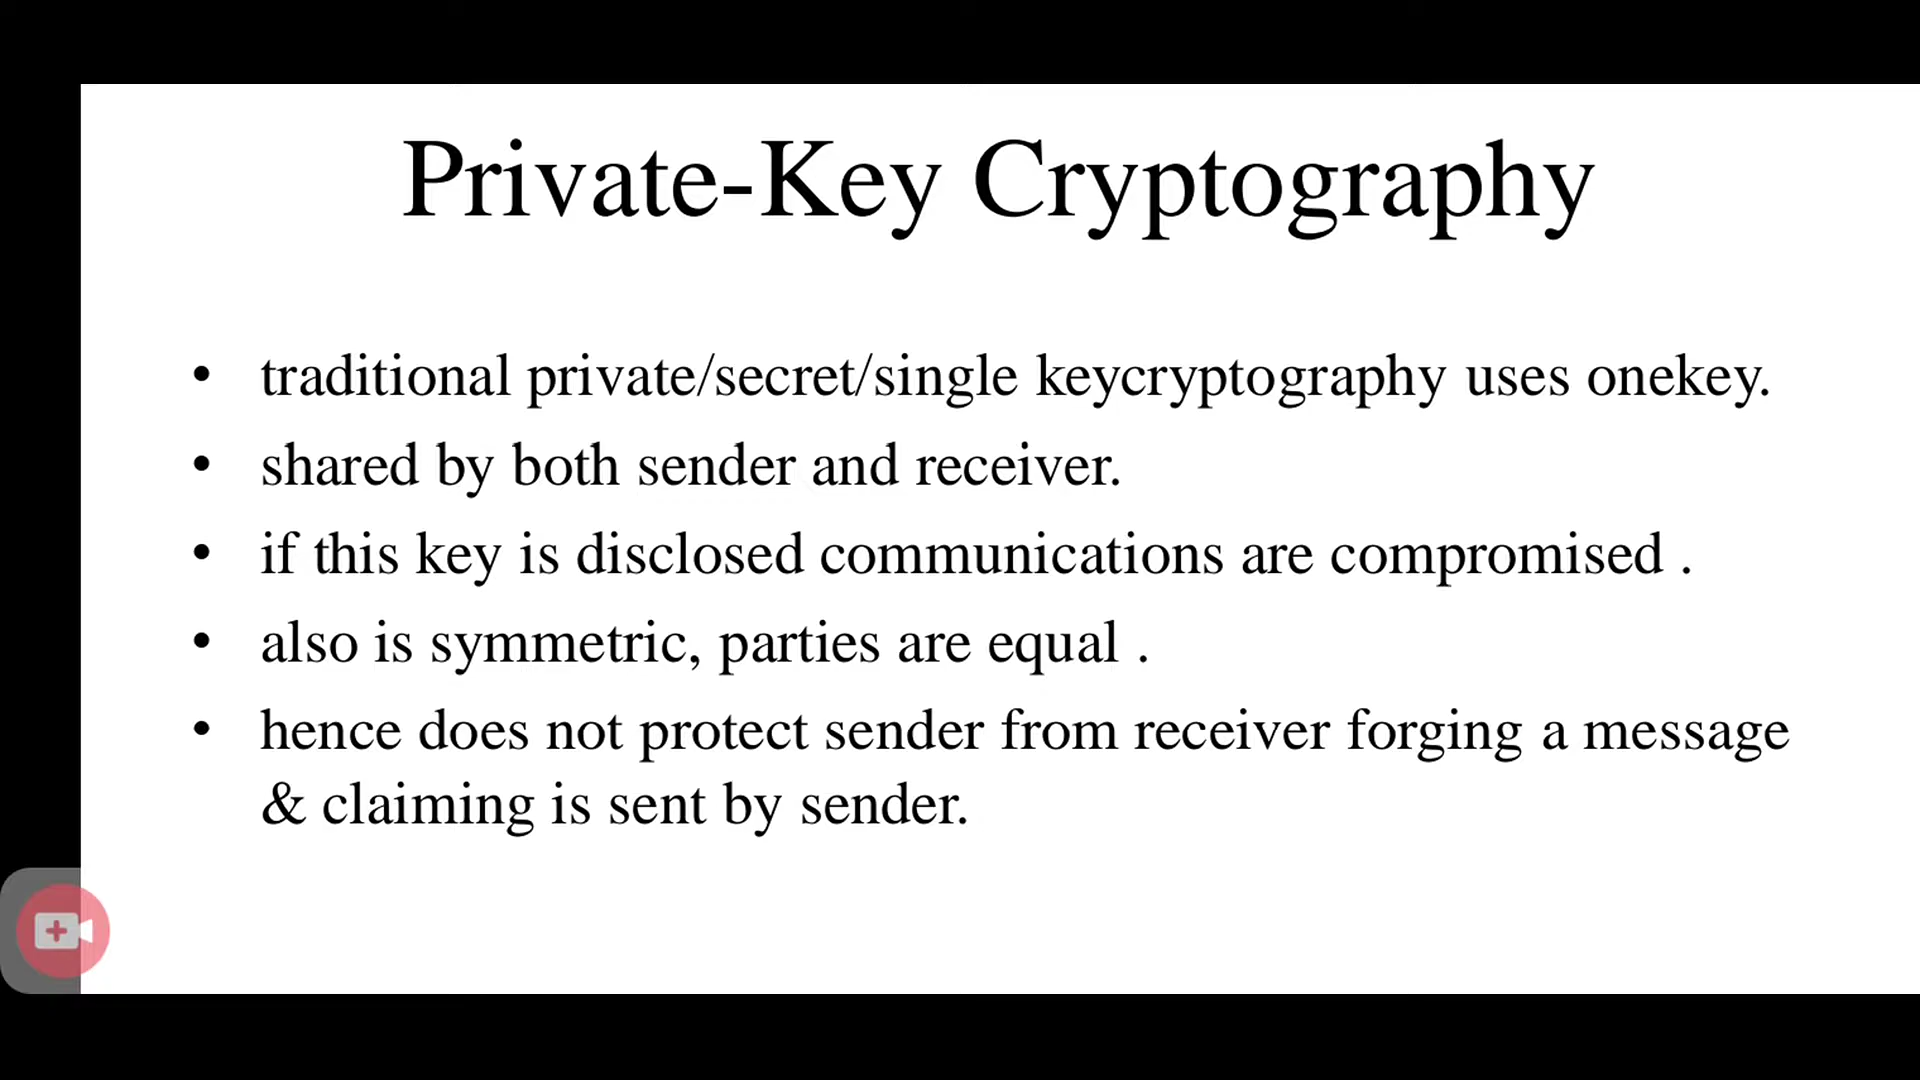 Private-Key Cryptography
• traditional private/secret/single keycryptography uses onekey.
• shared by both sender and receiver.
• if this key is disclosed communications are compromised .
• also is symmetric, parties are equal .
• hence does not protect sender from receiver forging a message
& claiming is sent by sender.